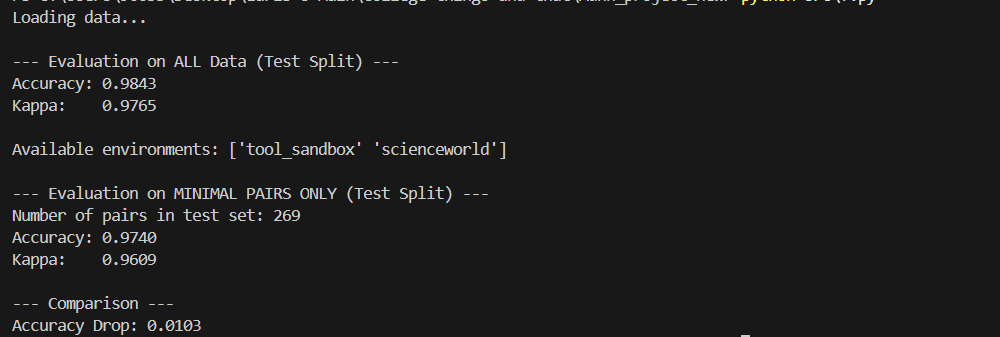 Loading data...
--- Evaluation on ALL Data (Test Split) ---
Accuracy: 0.9843
Kappa:    0.9765
Available environments: ['tool_sandbox' 'scienceworld']
--- Evaluation on MINIMAL PAIRS ONLY (Test Split) ---
Number of pairs in test set: 269
Accuracy: 0.9740
Kappa:    0.9609
--- Comparison ---
Accuracy Drop: 0.0103